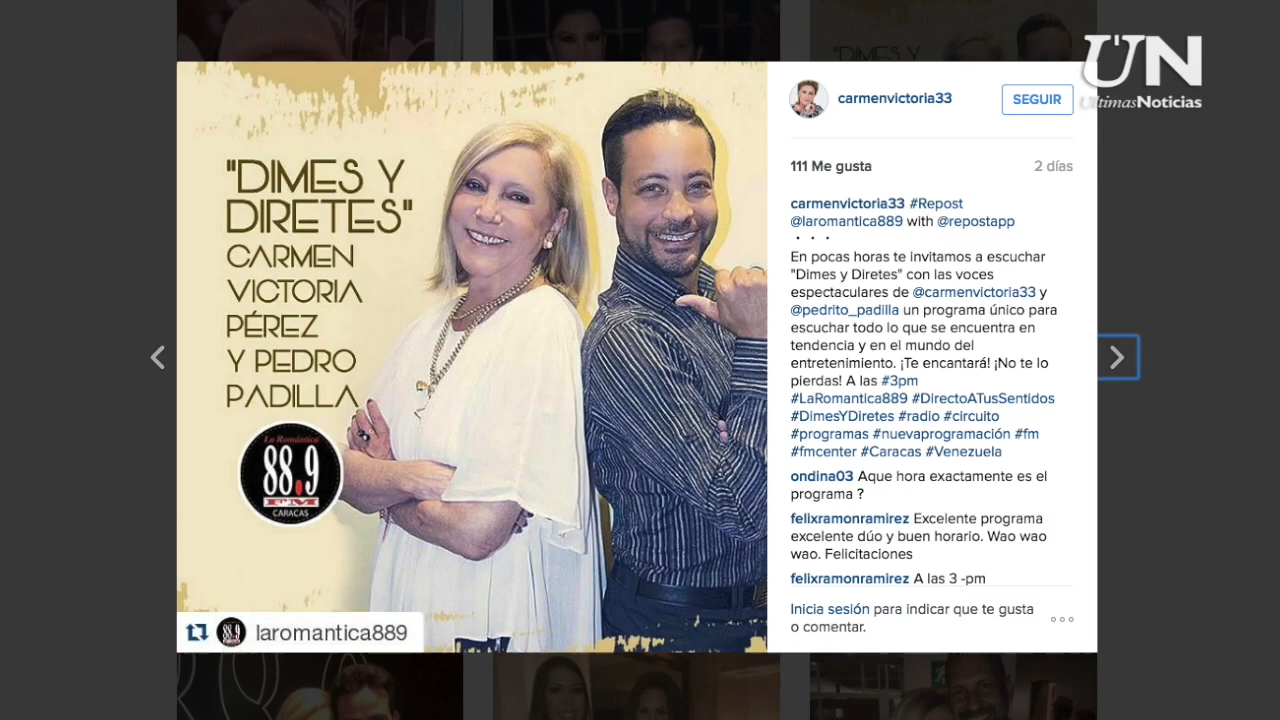 "DIMES Y
DIRETES"
CARMEN
VICTORIA
PÉREZ
Y PEDRO
PADILLA
La Romántica
88.9
FM
CARACAS
88.9
laromantica889
DIMES Y
ÚN
ÚltimasNoticias
carmenvictoria33
SEGUIR
111 Me gusta
2 días
carmenvictoria33 #Repost
@laromantica889 with @repostapp
・・・
En pocas horas te invitamos a escuchar
"Dimes y Diretes" con las voces
espectaculares de @carmenvictoria33 y
@pedrito_padilla un programa único para
escuchar todo lo que se encuentra en
tendencia y en el mundo del
entretenimiento. ¡Te encantará! ¡No te lo
pierdas! A las #3pm
#LaRomantica889 #DirectoATusSentidos
#DimesYDiretes #radio #circuito
#programas #nuevaprogramación #fm
#fmcenter #Caracas #Venezuela
ondina03 Aque hora exactamente es el
programa ?
felixramonramirez Excelente programa
excelente dúo y buen horario. Wao wao
wao. Felicitaciones
felixramonramirez A las 3 -pm
Inicia sesión para indicar que te gusta
o comentar.